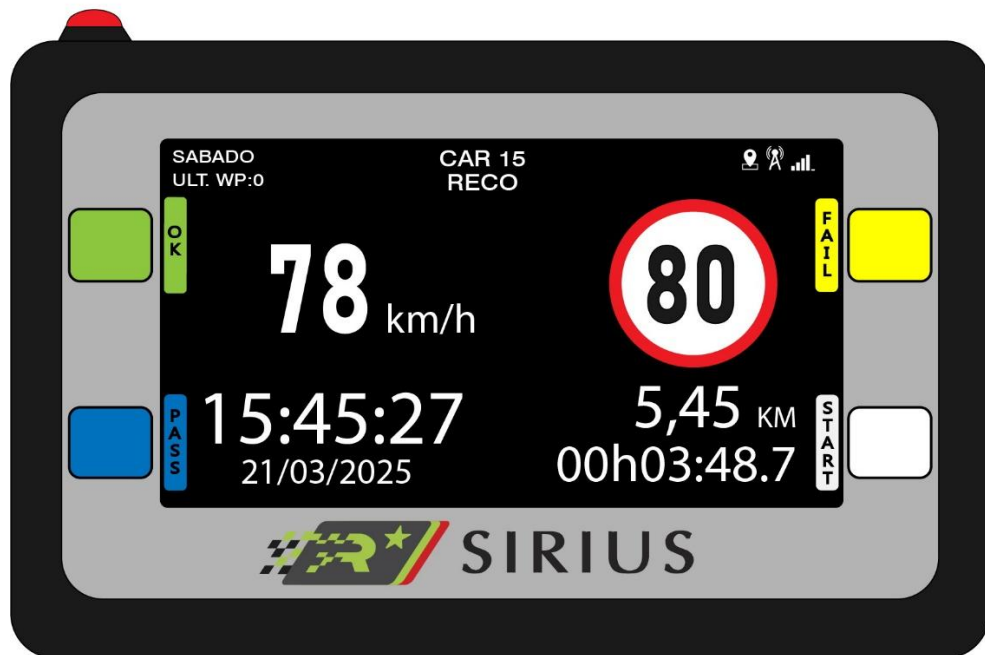 SABADO
ULT. WP:0
CAR 15
RECO
OK
FAIL
78 km/h
80
PASS
15:45:27
21/03/2025
5,45 KM
00h03:48.7
START
R
SIRIUS